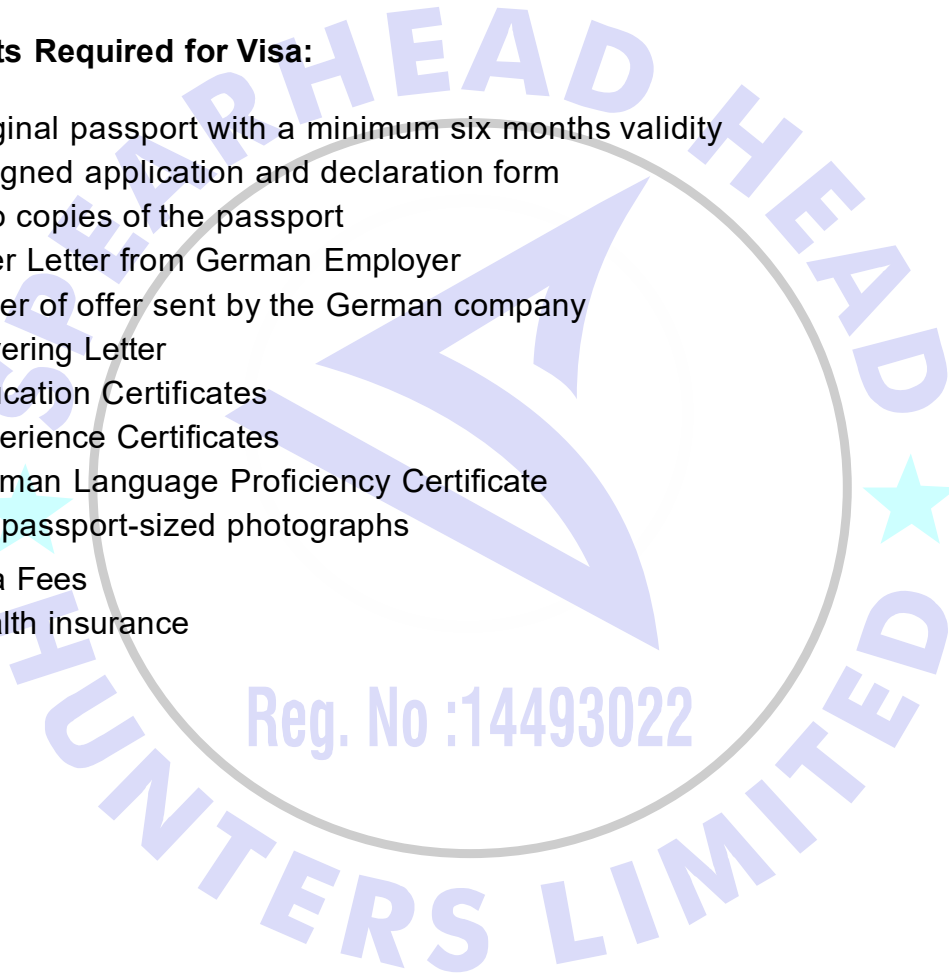 ts Required for Visa:
ginal passport with a minimum six months validity
gned application and declaration form
o copies of the passport
er Letter from German Employer
er of offer sent by the German company
vering Letter
ication Certificates
erience Certificates
man Language Proficiency Certificate
passport-sized photographs
a Fees
alth insurance
SPEARHEAD HEAD
HUNTERS LIMITED
Reg. No :14493022